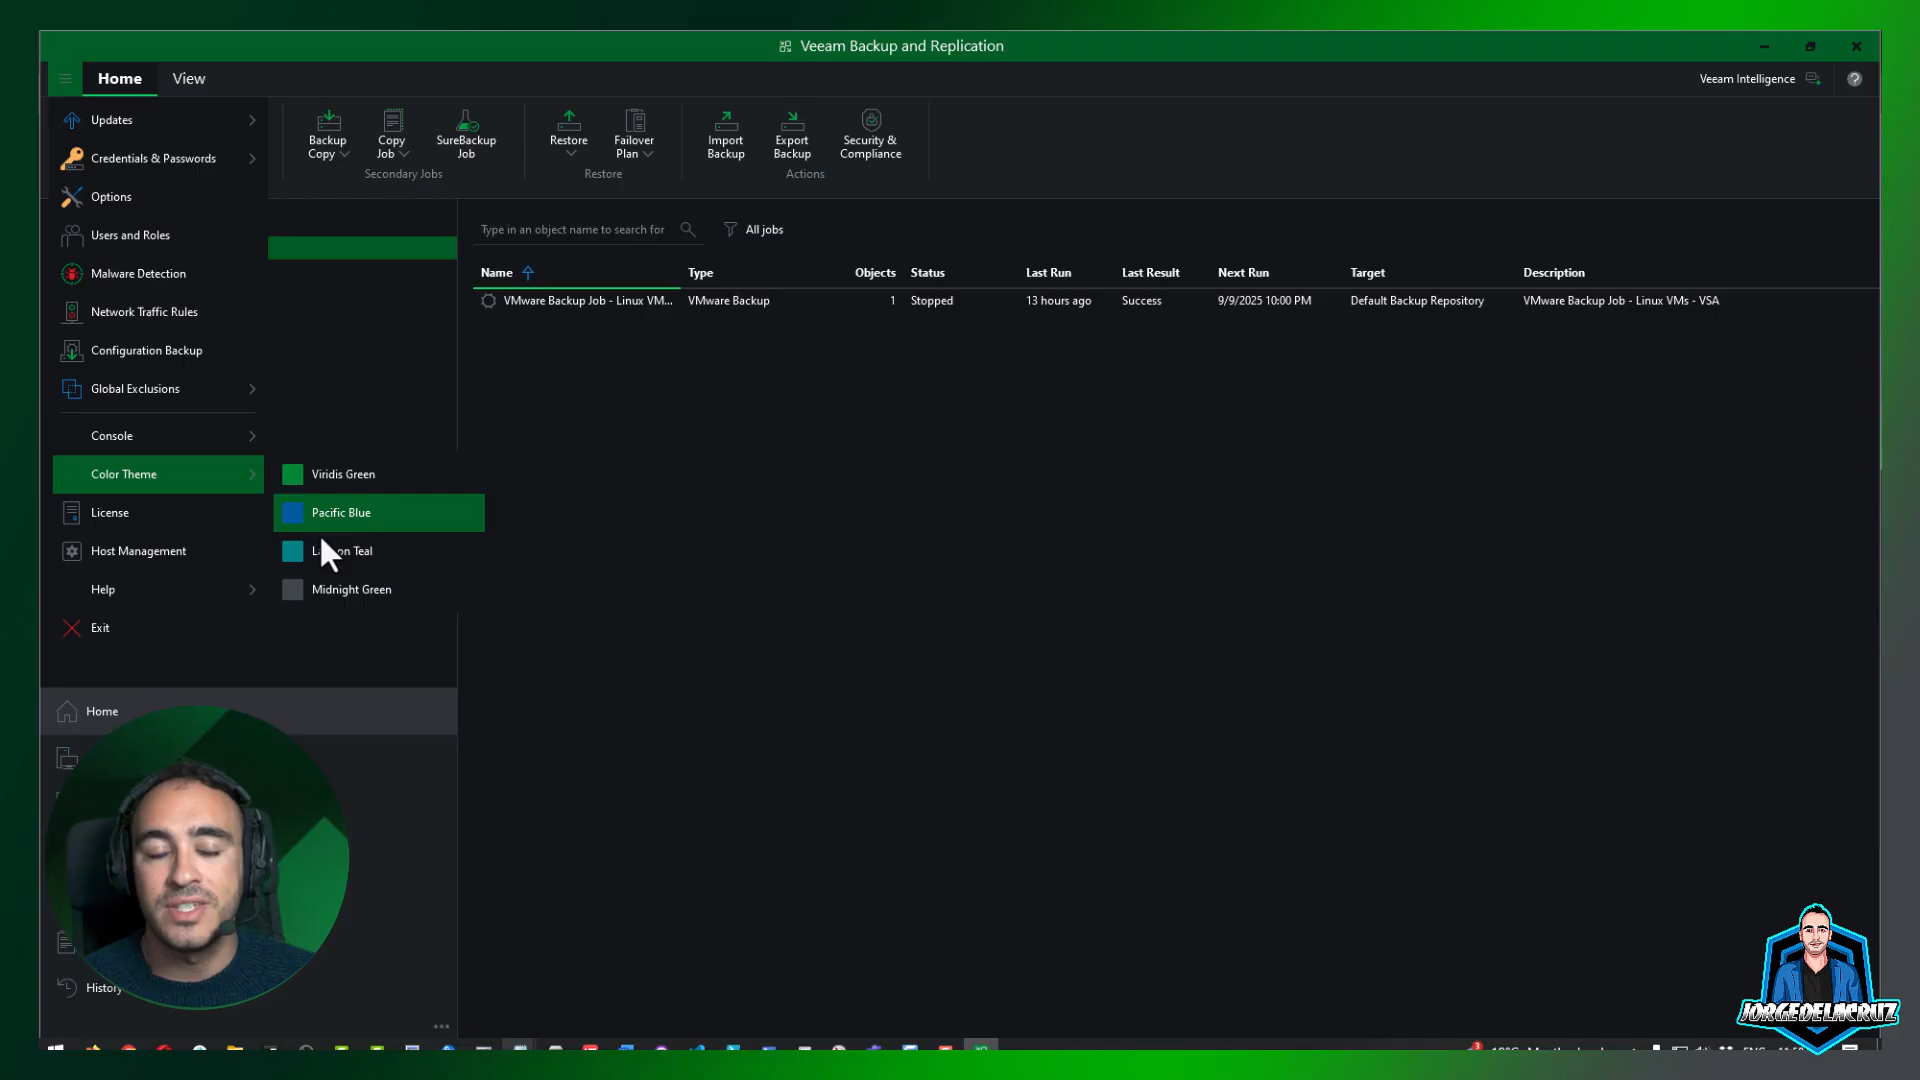 Veeam Backup and Replication
Home
View
Veeam Intelligence
Updates
Credentials & Passwords
Options
Users and Roles
Malware Detection
Network Traffic Rules
Configuration Backup
Global Exclusions
Console
Color Theme
License
Host Management
Help
Exit
Backup
Copy
Copy
Job
SureBackup
Job
Secondary Jobs
Restore
Failover
Plan
Restore
Import
Backup
Export
Backup
Security &
Compliance
Actions
Viridis Green
Pacific Blue
Teal
Midnight Green
Type in an object name to search for
All jobs
Name Type Objects Status Last Run Last Result Next Run Target Description
VMware Backup Job - Linux VM... VMware Backup 1 Stopped 13 hours ago Success 9/9/2025 10:00 PM Default Backup Repository VMware Backup Job - Linux VMs - VSA
Home
History
JORGEDELACRUZ